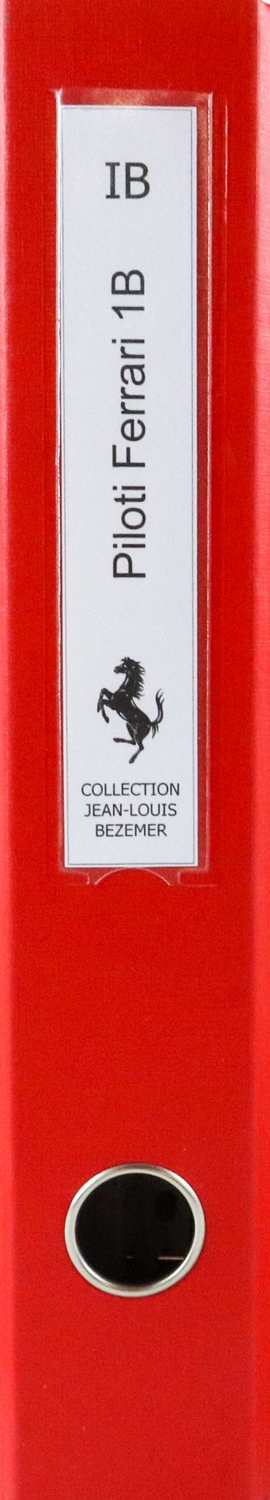 IB
Piloti Ferrari 1B
COLLECTION
JEAN-LOUIS
BEZEMER